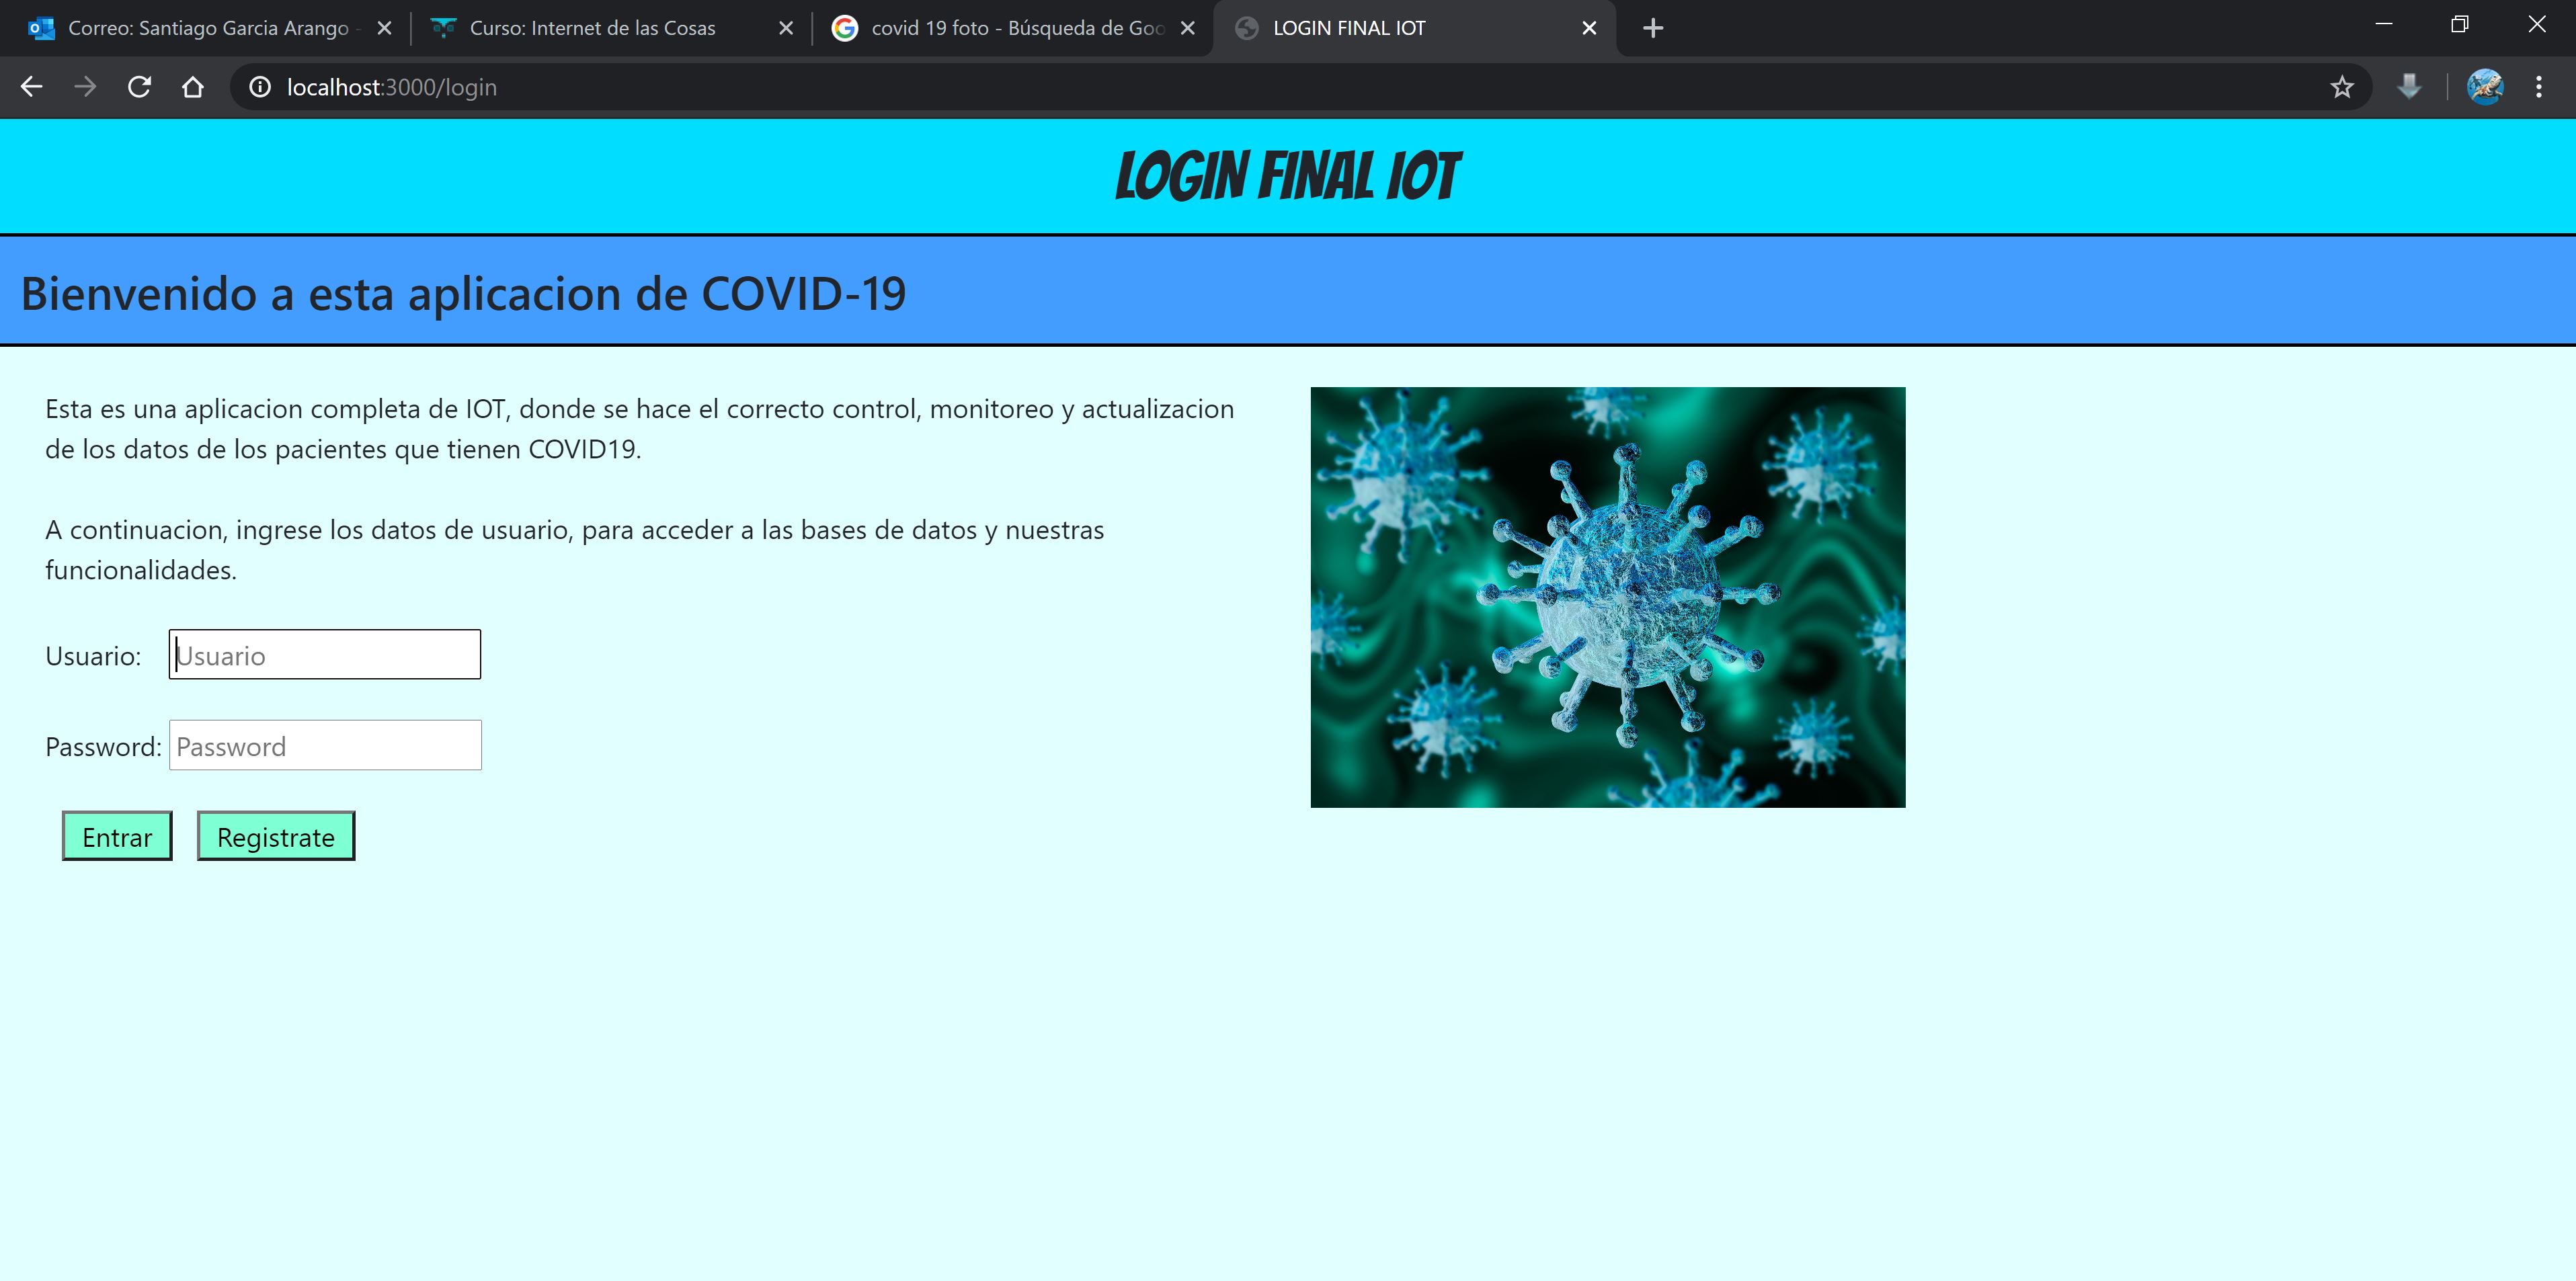 Correo: Santiago Garcia Arango -
Curso: Internet de las Cosas
covid 19 foto - Búsqueda de Goo
LOGIN FINAL IOT
localhost:3000/login
LOGIN FINAL IOT
Bienvenido a esta aplicacion de COVID-19
Esta es una aplicacion completa de IOT, donde se hace el correcto control, monitoreo y actualizacion
de los datos de los pacientes que tienen COVID19.
A continuacion, ingrese los datos de usuario, para acceder a las bases de datos y nuestras
funcionalidades.
Usuario: Usuario
Password: Password
Entrar Registrate